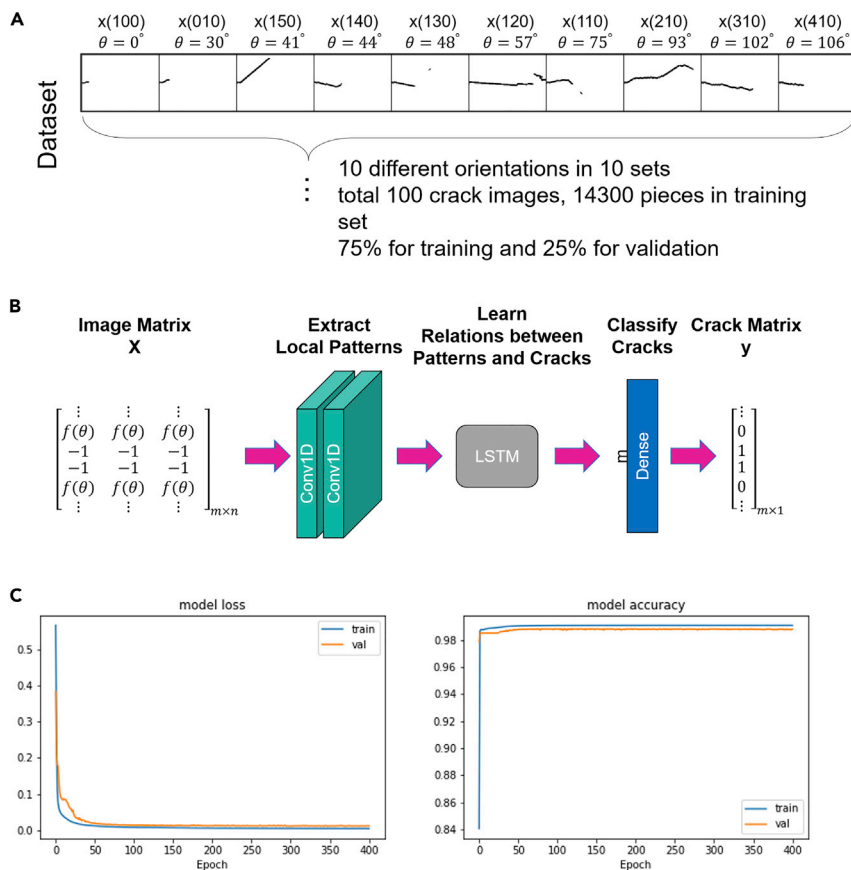 A
x(100) x(010) x(150) x(140) x(130) x(120) x(110) x(210) x(310) x(410)
θ = 0° θ = 30° θ = 41° θ = 44° θ = 48° θ = 57° θ = 75° θ = 93° θ = 102° θ = 106°
Dataset
⋮
10 different orientations in 10 sets
total 100 crack images, 14300 pieces in training
set
75% for training and 25% for validation
B
Image Matrix
X
Extract
Local Patterns
Learn
Relations between
Patterns and Cracks
Classify
Cracks
Crack Matrix
y
⋮ ⋮ ⋮
f(θ) f(θ) f(θ)
−1 −1 −1
−1 −1 −1
f(θ) f(θ) f(θ)
⋮ ⋮ ⋮
m×n
Conv1D
Conv1D
LSTM
m
Dense
⋮
0
1
1
0
⋮
m×1
C
model loss
train
val
0.5
0.4
0.3
0.2
0.1
0.0
0 50 100 150 200 250 300 350 400
Epoch
model accuracy
0.98
0.96
0.94
0.92
0.90
0.88
0.86
0.84
train
val
0 50 100 150 200 250 300 350 400
Epoch